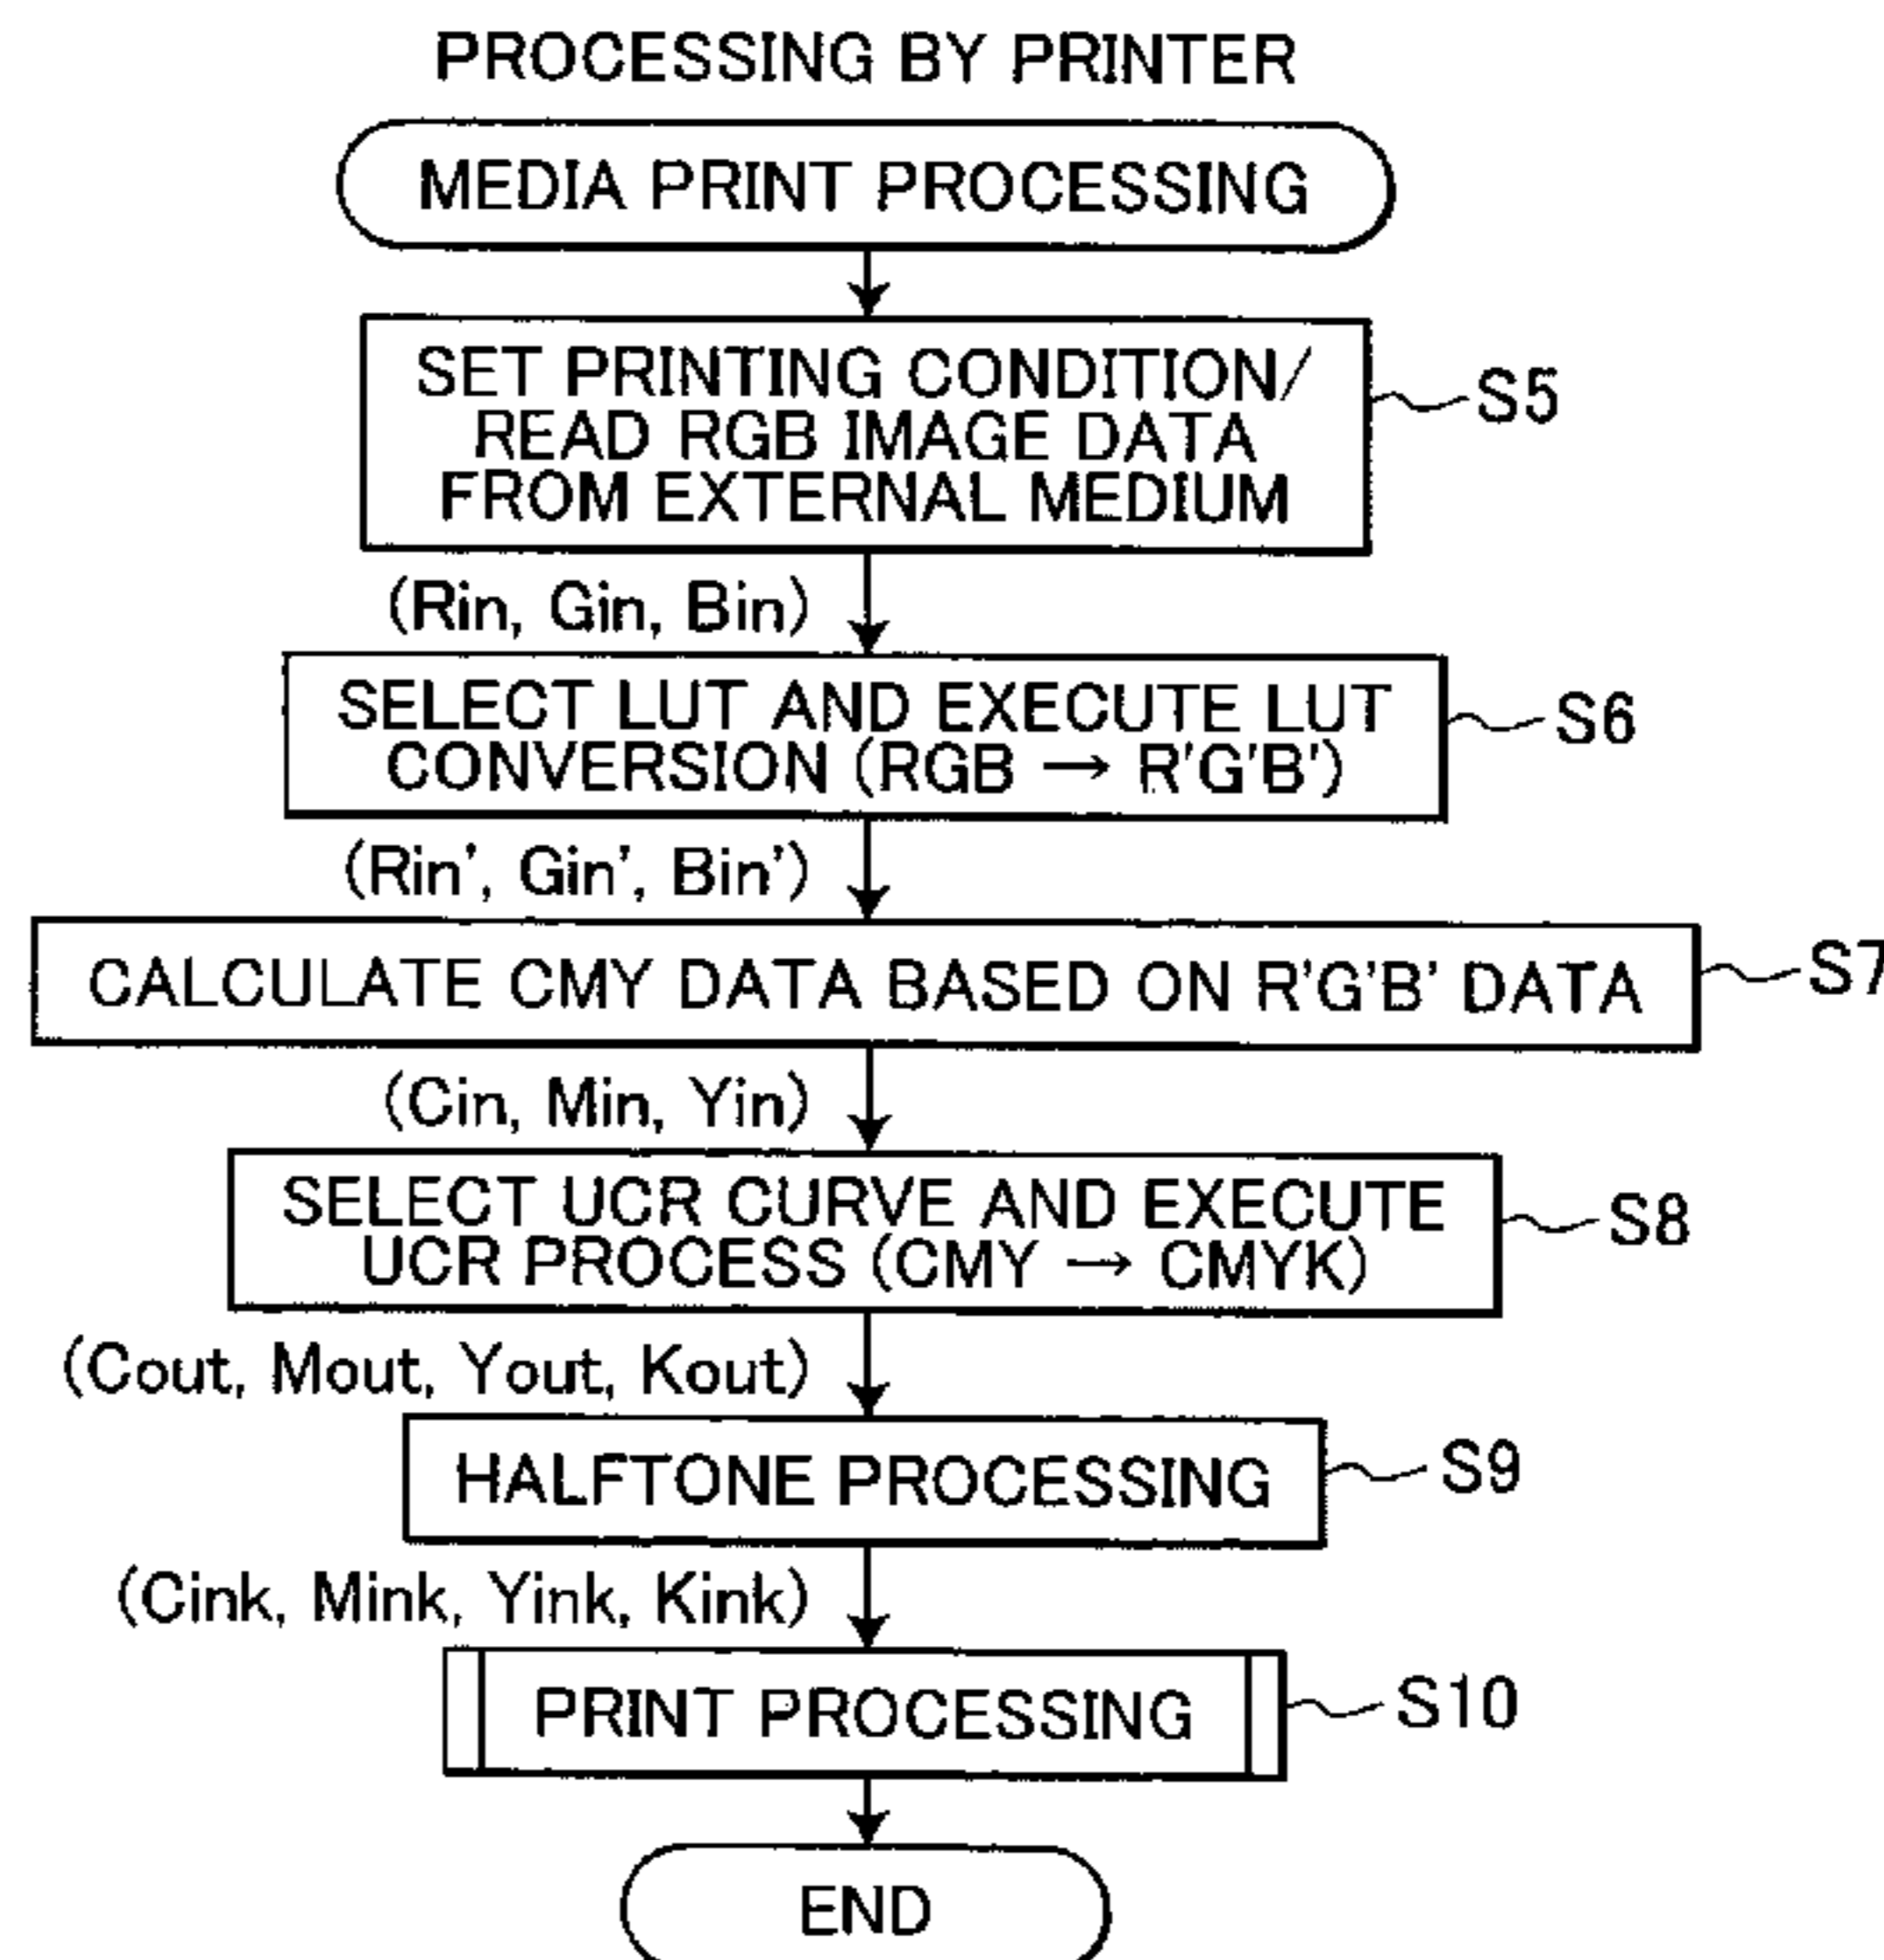 PROCESSING BY PRINTER
MEDIA PRINT PROCESSING
SET PRINTING CONDITION/
READ RGB IMAGE DATA
FROM EXTERNAL MEDIUM
S5
(Rin, Gin, Bin)
SELECT LUT AND EXECUTE LUT
CONVERSION (RGB → R'G'B')
S6
(Rin', Gin', Bin')
CALCULATE CMY DATA BASED ON R'G'B' DATA
S7
(Cin, Min, Yin)
SELECT UCR CURVE AND EXECUTE
UCR PROCESS (CMY → CMYK)
S8
(Cout, Mout, Yout, Kout)
HALFTONE PROCESSING
S9
(Cink, Mink, Yink, Kink)
PRINT PROCESSING
S10
END